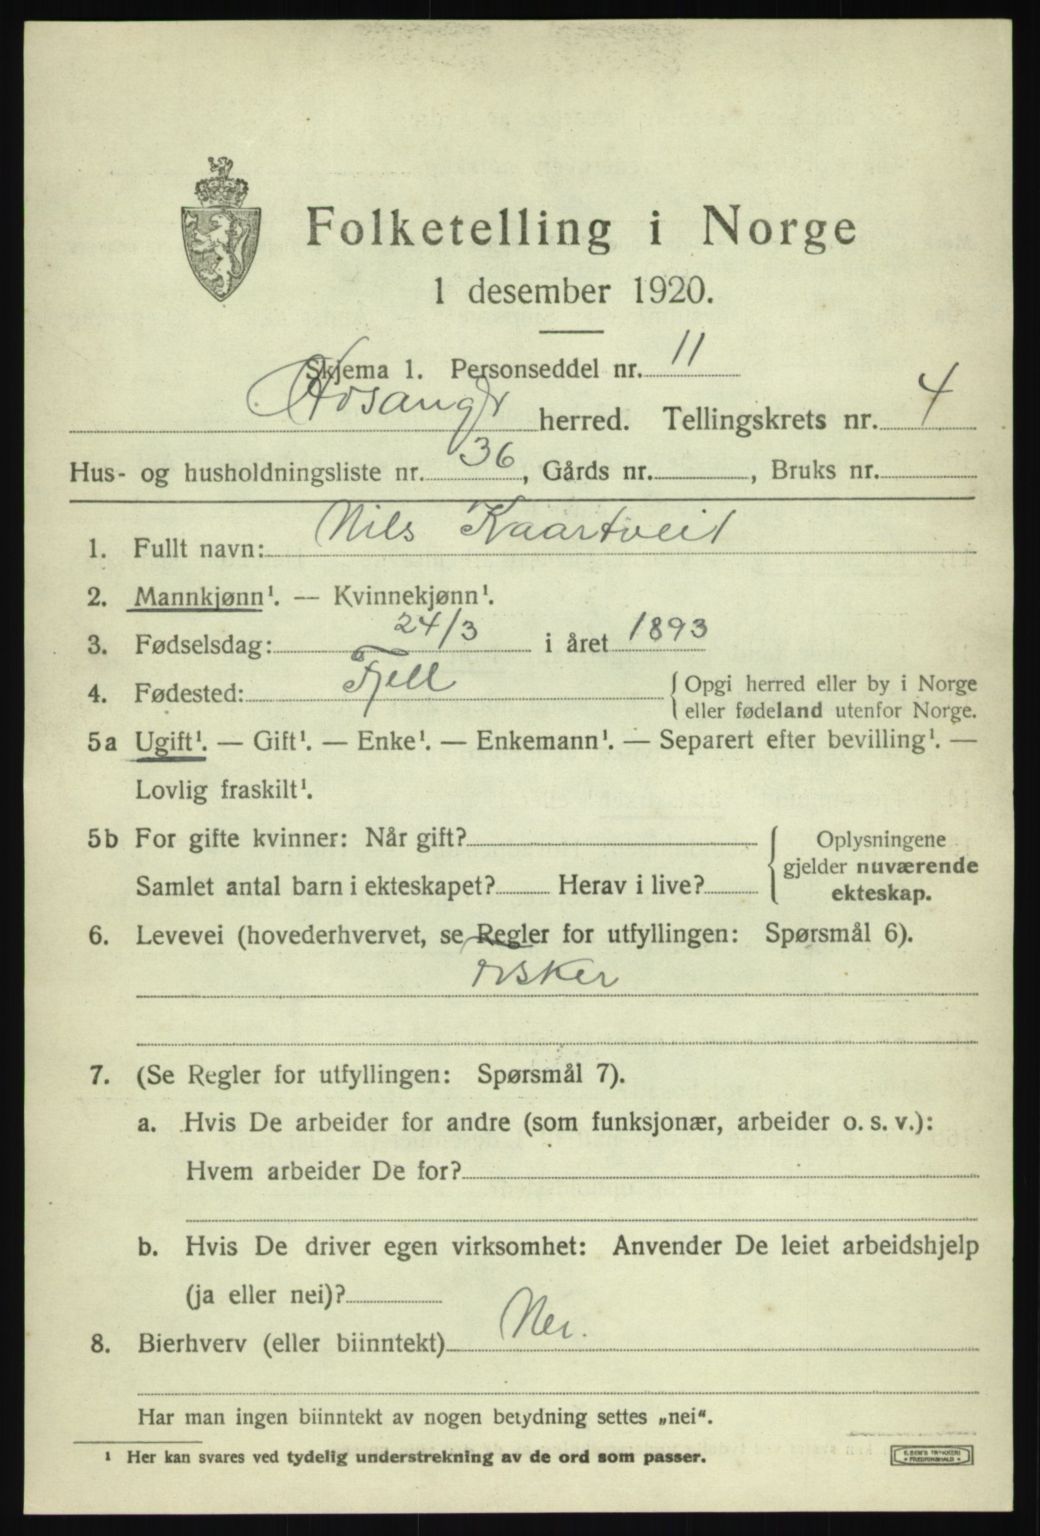 Folketelling i Norge
1 desember 1920.
Skjema 1. Personseddel nr. 11
Hosangr herred. Tellingskrets nr. 4
Hus- og husholdningsliste nr. 36, Gårds nr. , Bruks nr.
1. Fullt navn: Nils Kaartveit
2. Mannkjønn¹. — Kvinnekjønn¹.
3. Fødselsdag: 24/3 i året 1893
4. Fødested: Fjell
{ Opgi herred eller by i Norge
eller fødeland utenfor Norge.
5a Ugift¹. — Gift¹. — Enke¹. — Enkemann¹. — Separert efter bevilling¹. —
Lovlig fraskilt¹.
5b For gifte kvinner: Når gift?
Samlet antal barn i ekteskapet? Herav i live?
{ Oplysningene
gjelder nuværende
ekteskap.
6. Levevei (hovederhvervet, se Regler for utfyllingen: Spørsmål 6).
Fisker
7. (Se Regler for utfyllingen: Spørsmål 7).
a. Hvis De arbeider for andre (som funksjonær, arbeider o. s. v.):
Hvem arbeider De for?
b. Hvis De driver egen virksomhet: Anvender De leiet arbeidshjelp
(ja eller nei)?
8. Bierhverv (eller biinntekt) Nei.
Har man ingen biinntekt av nogen betydning settes „nei“.
¹ Her kan svares ved tydelig understrekning av de ord som passer.